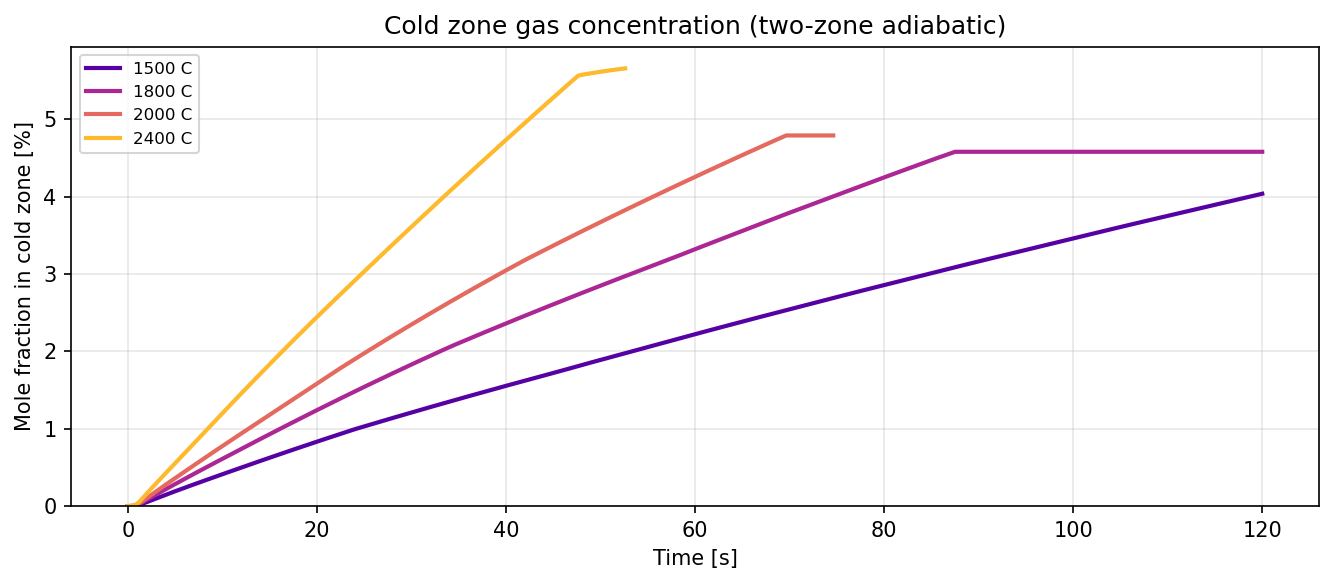 Cold zone gas concentration (two-zone adiabatic)
1500 C
1800 C
2000 C
2400 C
Mole fraction in cold zone [%]
5
4
3
2
1
0
0 20 40 60 80 100 120
Time [s]